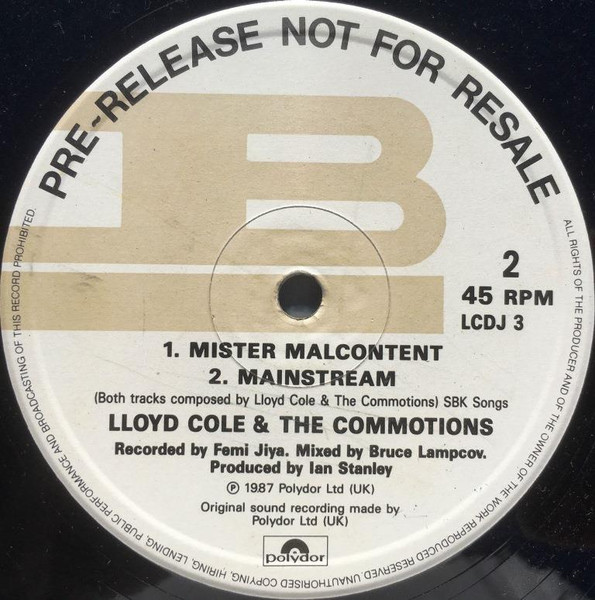 PRE-RELEASE NOT FOR RESALE
B
2
45 RPM
LCDJ 3
1. MISTER MALCONTENT
2. MAINSTREAM
(Both tracks composed by Lloyd Cole & The Commotions) SBK Songs
LLOYD COLE & THE COMMOTIONS
Recorded by Femi Jiya. Mixed by Bruce Lampcov.
Produced by Ian Stanley
Ⓟ 1987 Polydor Ltd (UK)
Original sound recording made by
Polydor Ltd (UK)
polydor
ALL RIGHTS OF THE PRODUCER AND OF THE OWNER OF THE WORK REPRODUCED RESERVED. UNAUTHORISED COPYING, HIRING, LENDING, PUBLIC PERFORMANCE AND BROADCASTING OF THIS RECORD PROHIBITED.